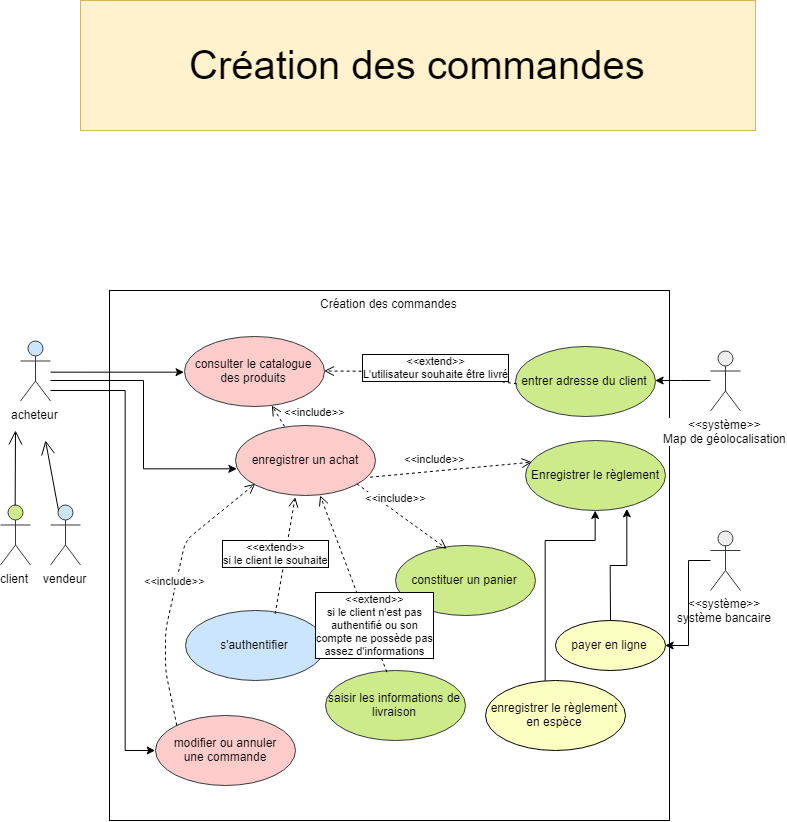 Création des commandes
Création des commandes
consulter le catalogue
des produits
<<extend>>
L'utilisateur souhaite être livré
entrer adresse du client
acheteur
<<include>>
<<système>>
Map de géolocalisation
enregistrer un achat
<<include>>
Enregistrer le règlement
<<include>>
client
vendeur
<<include>>
<<extend>>
si le client le souhaite
constituer un panier
<<extend>>
si le client n'est pas
authentifié ou son
compte ne possède pas
assez d'informations
<<système>>
système bancaire
s'authentifier
payer en ligne
saisir les informations de
livraison
enregistrer le règlement
en espèce
modifier ou annuler
une commande